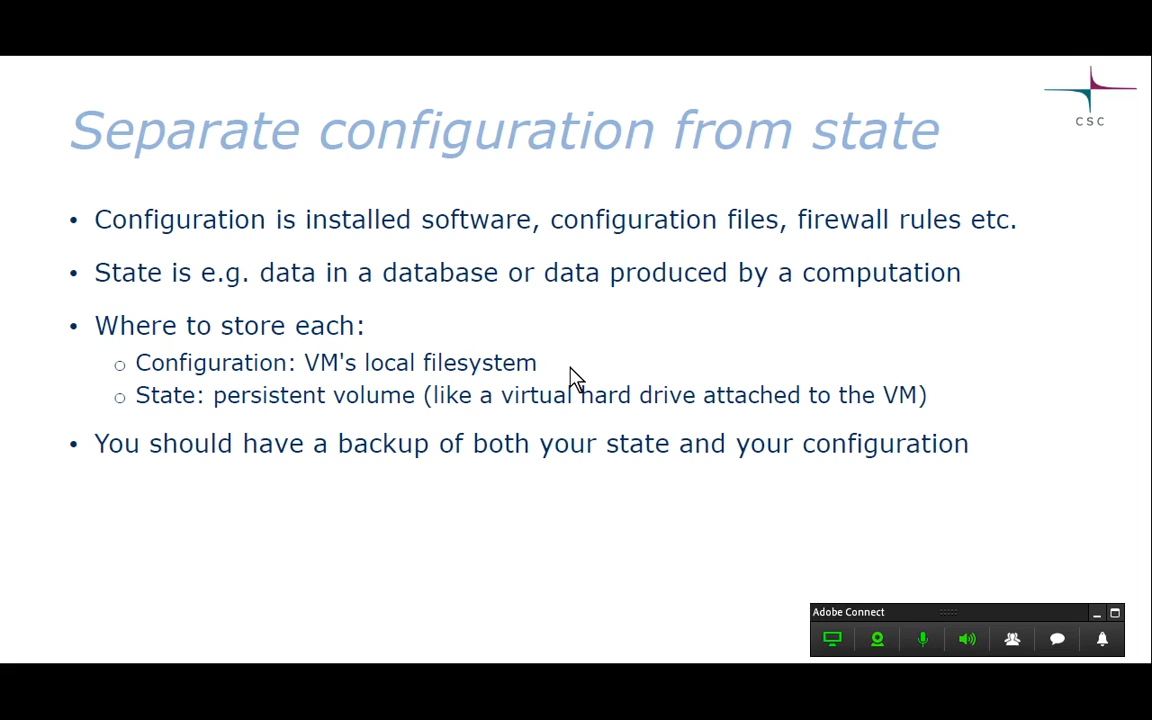 CSC
Separate configuration from state
• Configuration is installed software, configuration files, firewall rules etc.
• State is e.g. data in a database or data produced by a computation
• Where to store each:
○ Configuration: VM's local filesystem
○ State: persistent volume (like a virtual hard drive attached to the VM)
• You should have a backup of both your state and your configuration
Adobe Connect